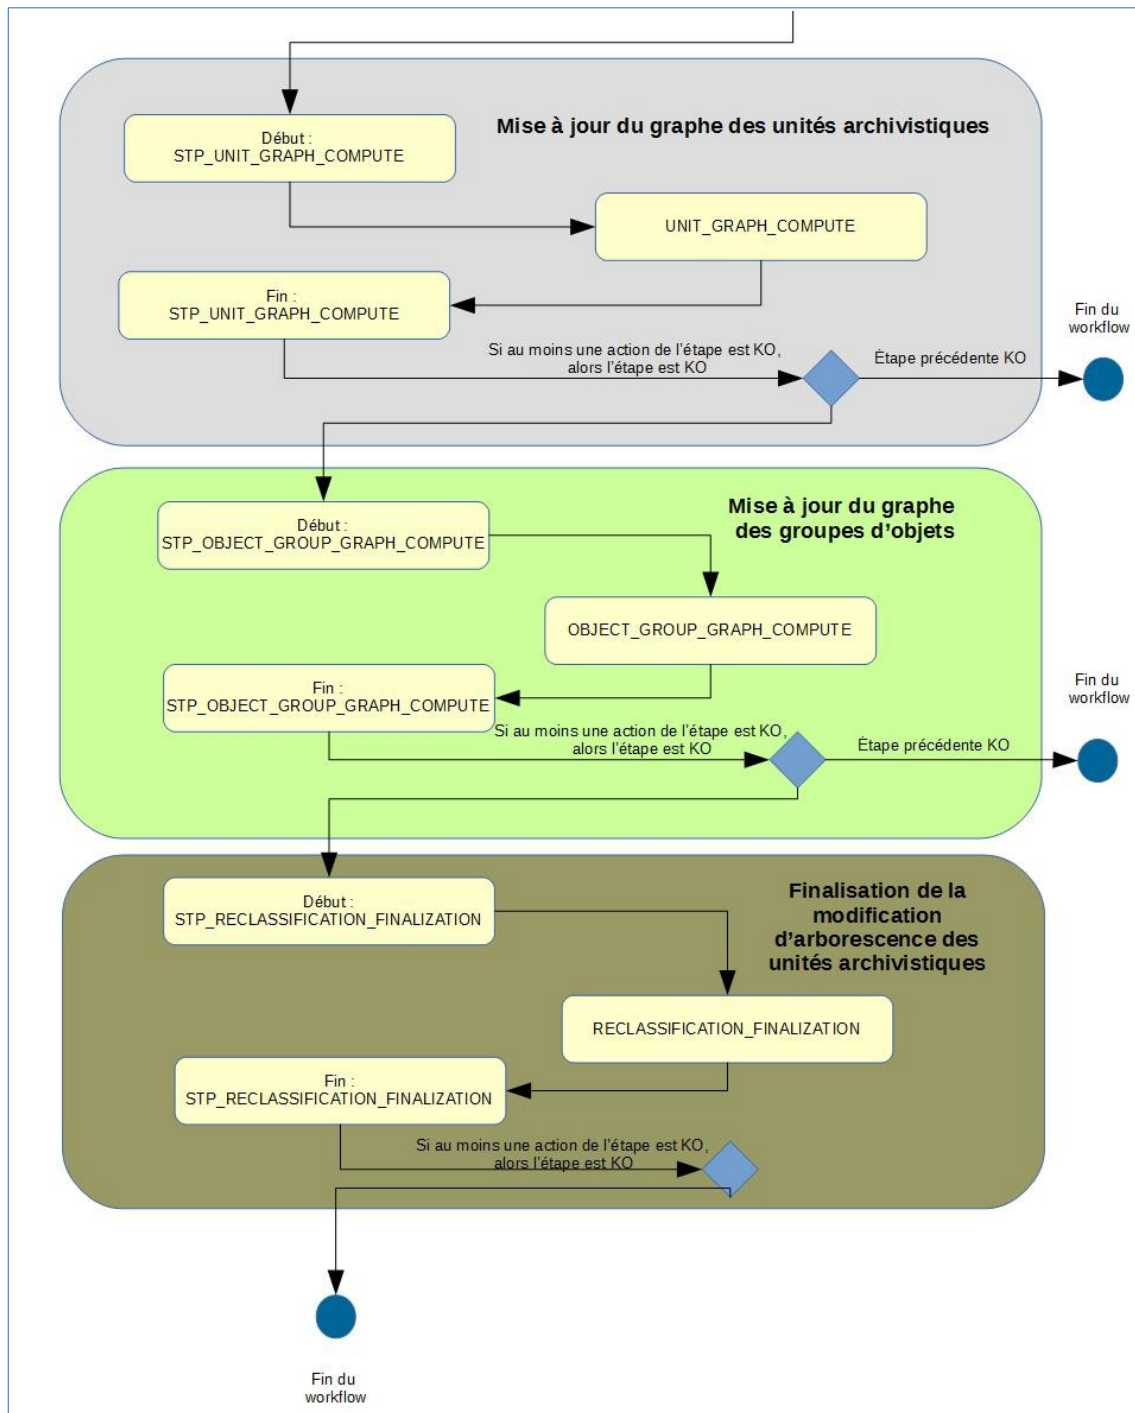 Mise à jour du graphe des unités archivistiques
Début :
STP_UNIT_GRAPH_COMPUTE
UNIT_GRAPH_COMPUTE
Fin :
STP_UNIT_GRAPH_COMPUTE
Si au moins une action de l'étape est KO,
alors l'étape est KO
Étape précédente KO
Fin du
workflow
Mise à jour du graphe
des groupes d'objets
Début :
STP_OBJECT_GROUP_GRAPH_COMPUTE
OBJECT_GROUP_GRAPH_COMPUTE
Fin :
STP_OBJECT_GROUP_GRAPH_COMPUTE
Si au moins une action de l'étape est KO,
alors l'étape est KO
Étape précédente KO
Fin du
workflow
Finalisation de la
modification
d'arborescence des
unités archivistiques
Début :
STP_RECLASSIFICATION_FINALIZATION
RECLASSIFICATION_FINALIZATION
Fin :
STP_RECLASSIFICATION_FINALIZATION
Si au moins une action de l'étape est KO,
alors l'étape est KO
Fin du
workflow